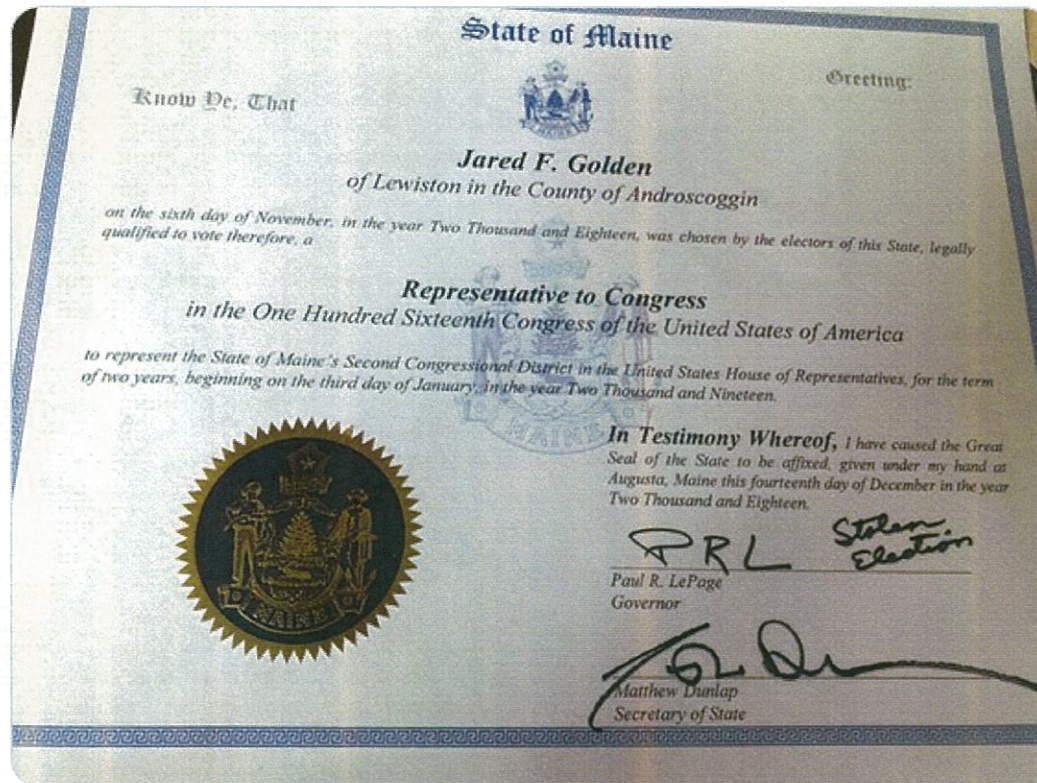 State of Maine
Know Ye, That
Greeting:
MAINE
Jared F. Golden
of Lewiston in the County of Androscoggin
on the sixth day of November, in the year Two Thousand and Eighteen, was chosen by the electors of this State, legally
qualified to vote therefore, a
Representative to Congress
in the One Hundred Sixteenth Congress of the United States of America
to represent the State of Maine's Second Congressional District in the United States House of Representatives, for the term
of two years, beginning on the third day of January, in the year Two Thousand and Nineteen.
MAINE
In Testimony Whereof, I have caused the Great
Seal of the State to be affixed, given under my hand at
Augusta, Maine this fourteenth day of December in the year
Two Thousand and Eighteen.
MAINE
PRL Stolen
Election
Paul R. LePage
Governor
Matthew Dunlap
Secretary of State